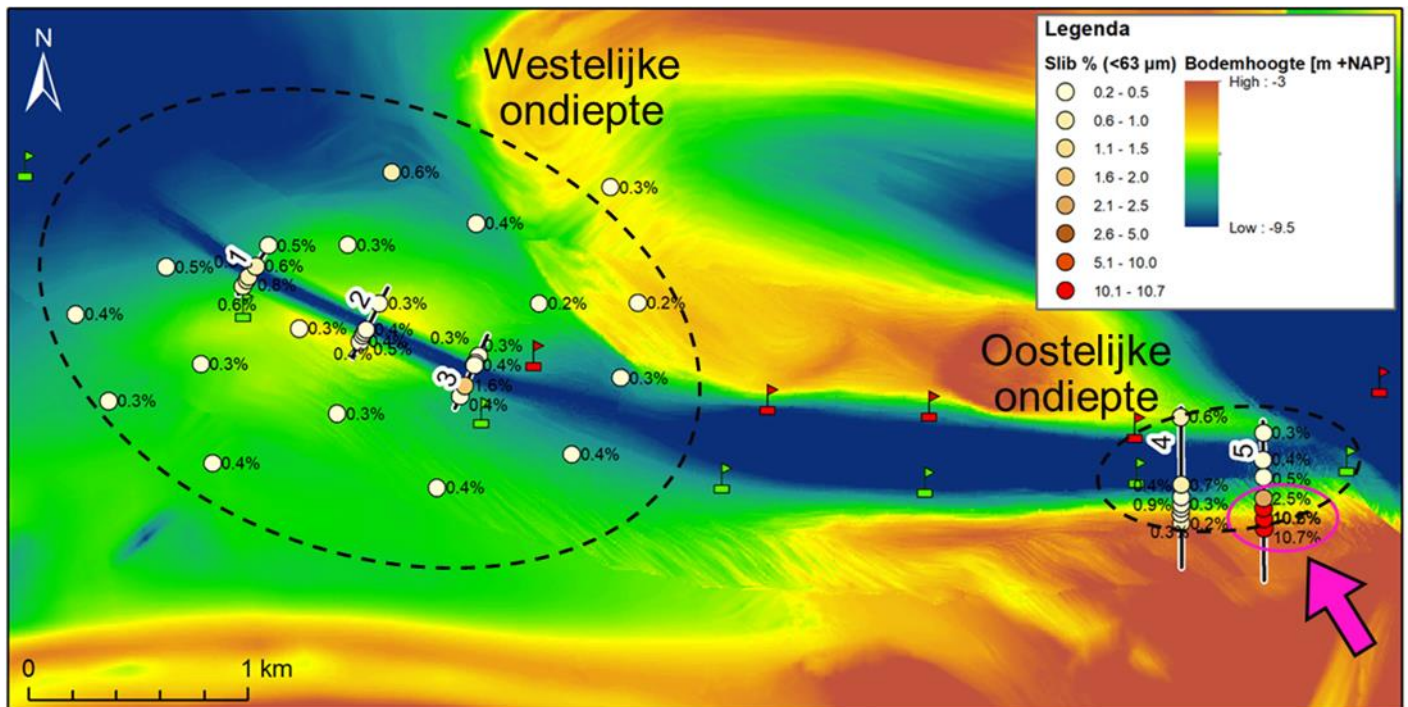 N
Westelijke
ondiepte
Legenda
Slib % (<63 µm)
0.2 - 0.5
0.6 - 1.0
1.1 - 1.5
1.6 - 2.0
2.1 - 2.5
2.6 - 5.0
5.1 - 10.0
10.1 - 10.7
Bodemhoogte [m +NAP]
High : -3
Low : -9.5
0.6%
0.3%
0.4%
0.5%
0.3%
0.5%
1
0.6%
0.8%
0.6%
0.4%
2
0.3%
0.2%
0.2%
0.3%
0.4%
0.4%
0.5%
0.4%
0.3%
0.3%
0.3%
0.4%
3
1.6%
0.4%
0.3%
0.3%
0.3%
0.4%
0.4%
0.4%
Oostelijke
ondiepte
0.6%
4
0.7%
0.4%
0.9%
0.3%
0.2%
0.3%
5
0.3%
0.4%
0.5%
2.5%
10.7%
0
1 km